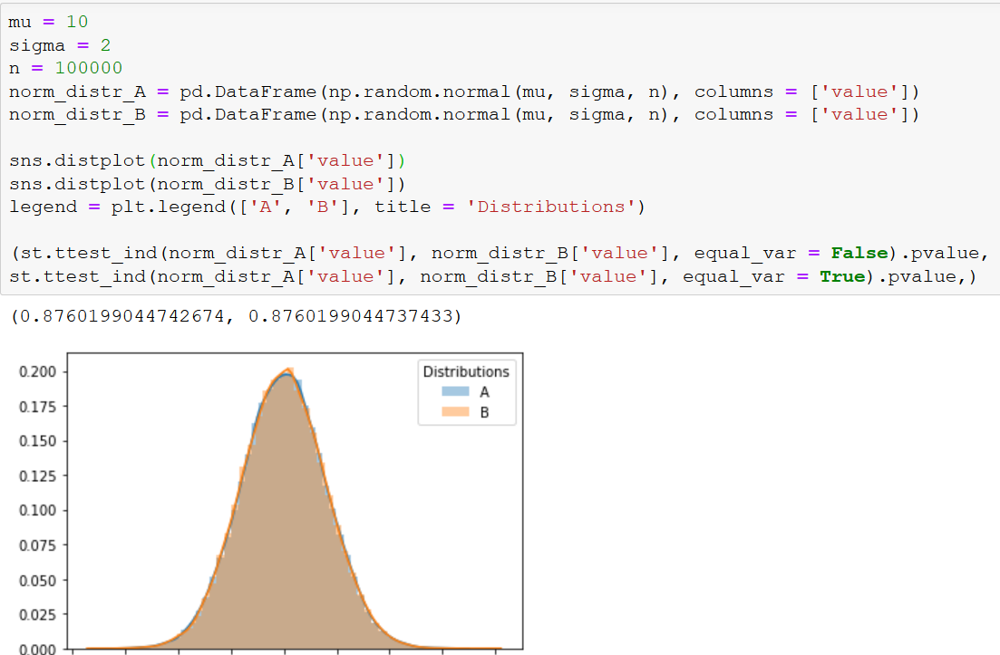 mu = 10
sigma = 2
n = 100000
norm_distr_A = pd.DataFrame(np.random.normal(mu, sigma, n), columns = ['value'])
norm_distr_B = pd.DataFrame(np.random.normal(mu, sigma, n), columns = ['value'])
sns.distplot(norm_distr_A['value'])
sns.distplot(norm_distr_B['value'])
legend = plt.legend(['A', 'B'], title = 'Distributions')
(st.ttest_ind(norm_distr_A['value'], norm_distr_B['value'], equal_var = False).pvalue,
st.ttest_ind(norm_distr_A['value'], norm_distr_B['value'], equal_var = True).pvalue,)
(0.8760199044742674, 0.8760199044737433)
Distributions
A
B
0.200
0.175
0.150
0.125
0.100
0.075
0.050
0.025
0.000